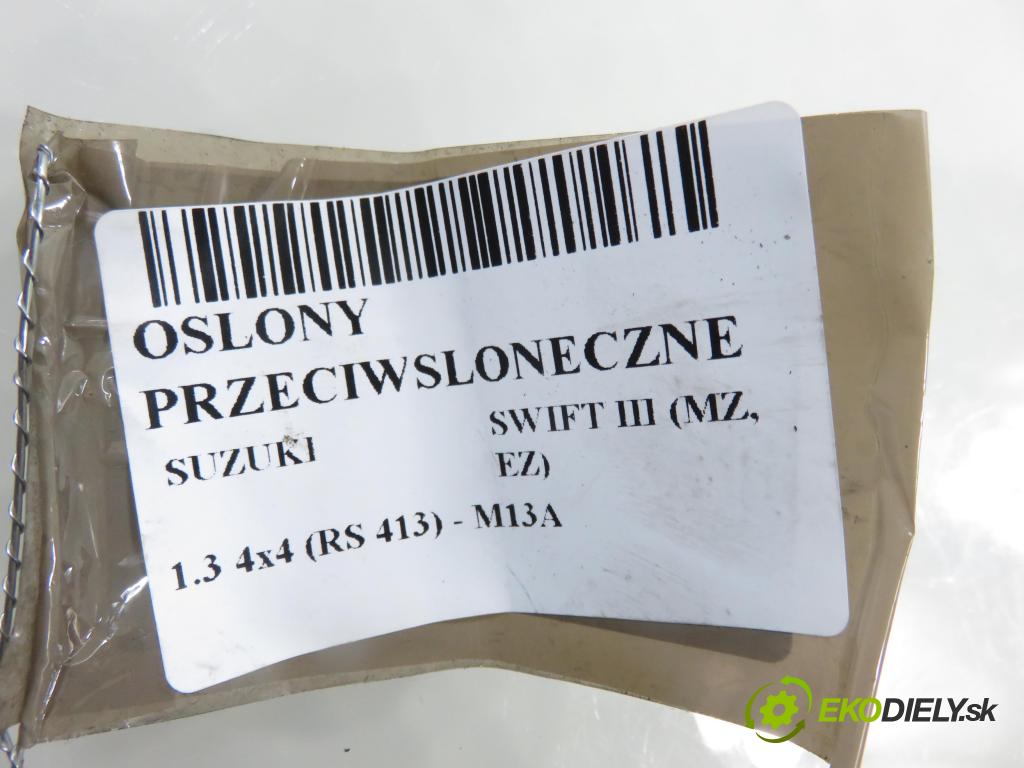 OSLONY
PRZECIWSLONECZNE
SUZUKI SWIFT III (MZ,
EZ)
1.3 4x4 (RS 413) - M13A
EKODIELY.sk